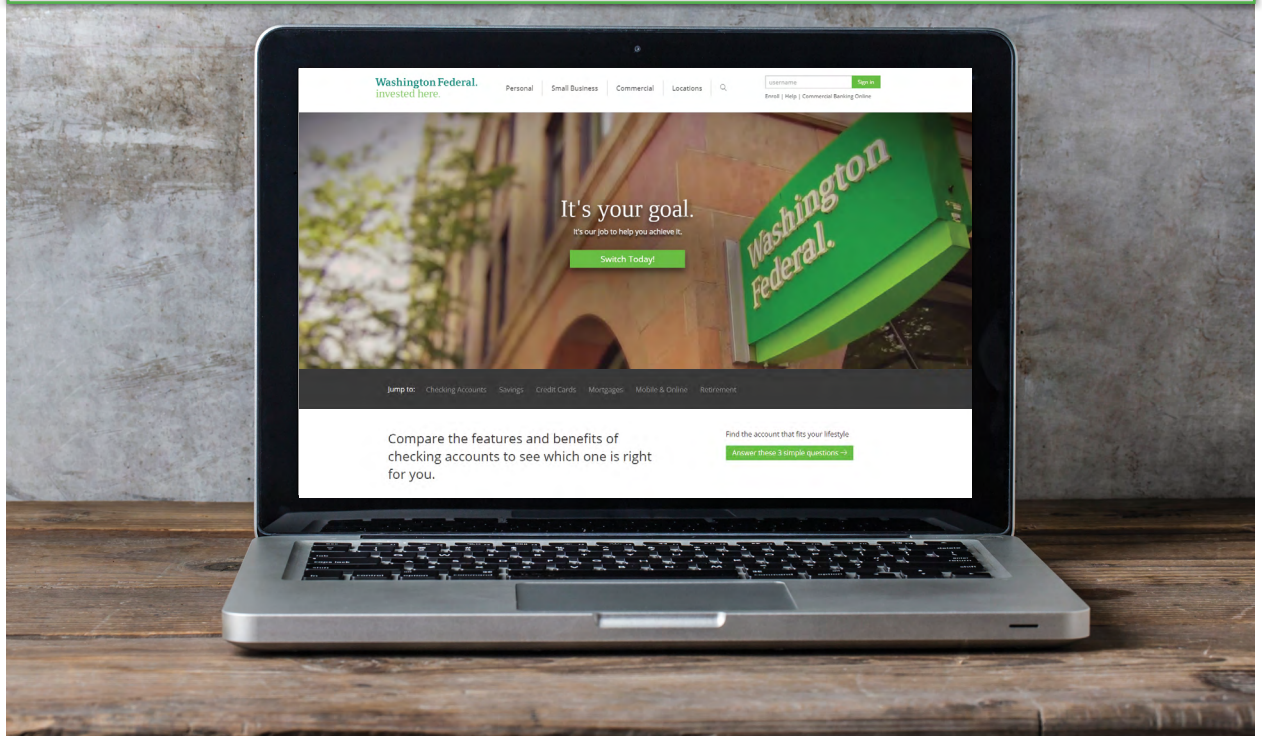 Washington Federal.
invested here.
Personal Small Business Commercial Locations
username Sign in
Enroll | Help | Commercial Banking Online
It's your goal.
It's our job to help you achieve it.
Switch Today!
Washington
Federal.
Jump to: Checking Accounts Savings Credit Cards Mortgages Mobile & Online Retirement
Compare the features and benefits of
checking accounts to see which one is right
for you.
Find the account that fits your lifestyle
Answer these 3 simple questions →
caps lock